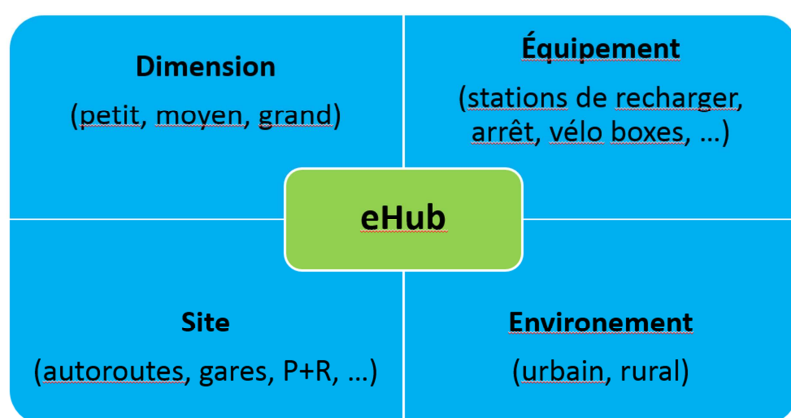 Dimension
(petit, moyen, grand)
Équipement
(stations de recharger,
arrêt, vélo boxes, ...)
eHub
Site
(autoroutes, gares, P+R, ...)
Environement
(urbain, rural)